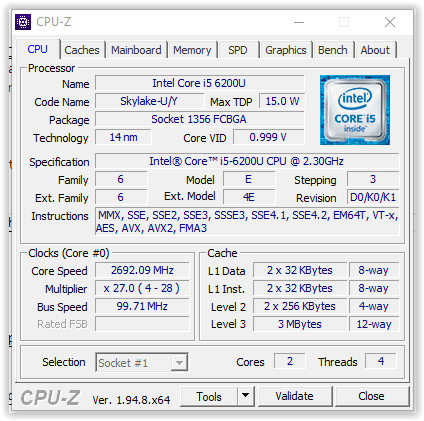 CPU-Z
CPU Caches Mainboard Memory SPD Graphics Bench About
Processor
Name Intel Core i5 6200U
Code Name Skylake-U/Y Max TDP 15.0 W
Package Socket 1356 FCBGA
Technology 14 nm Core VID 0.999 V
intel
CORE i5
inside™
Specification Intel® Core™ i5-6200U CPU @ 2.30GHz
Family 6 Model E Stepping 3
Ext. Family 6 Ext. Model 4E Revision D0/K0/K1
Instructions MMX, SSE, SSE2, SSE3, SSSE3, SSE4.1, SSE4.2, EM64T, VT-x,
AES, AVX, AVX2, FMA3
Clocks (Core #0)
Core Speed 2692.09 MHz
Multiplier x 27.0 ( 4 - 28 )
Bus Speed 99.71 MHz
Rated FSB
Cache
L1 Data 2 x 32 KBytes 8-way
L1 Inst. 2 x 32 KBytes 8-way
Level 2 2 x 256 KBytes 4-way
Level 3 3 MBytes 12-way
Selection Socket #1 Cores 2 Threads 4
CPU-Z Ver. 1.94.8.x64 Tools Validate Close